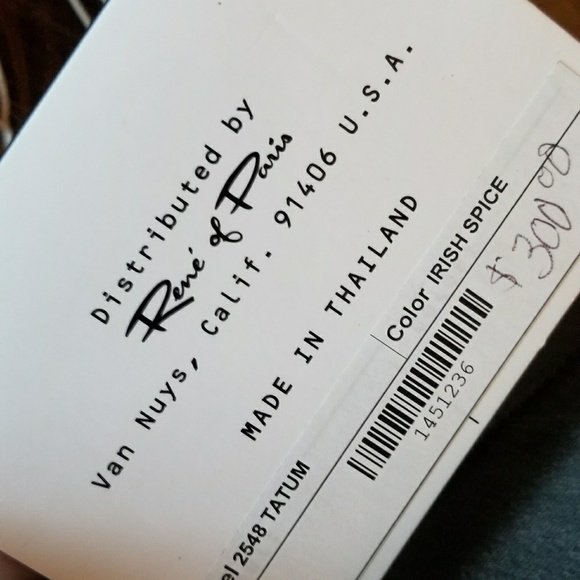 Distributed by
René of Paris
Van Nuys, Calif. 91406 U.S.A.
MADE IN THAILAND
Color IRISH SPICE
$300.00
1451236
el 2548 TATUM